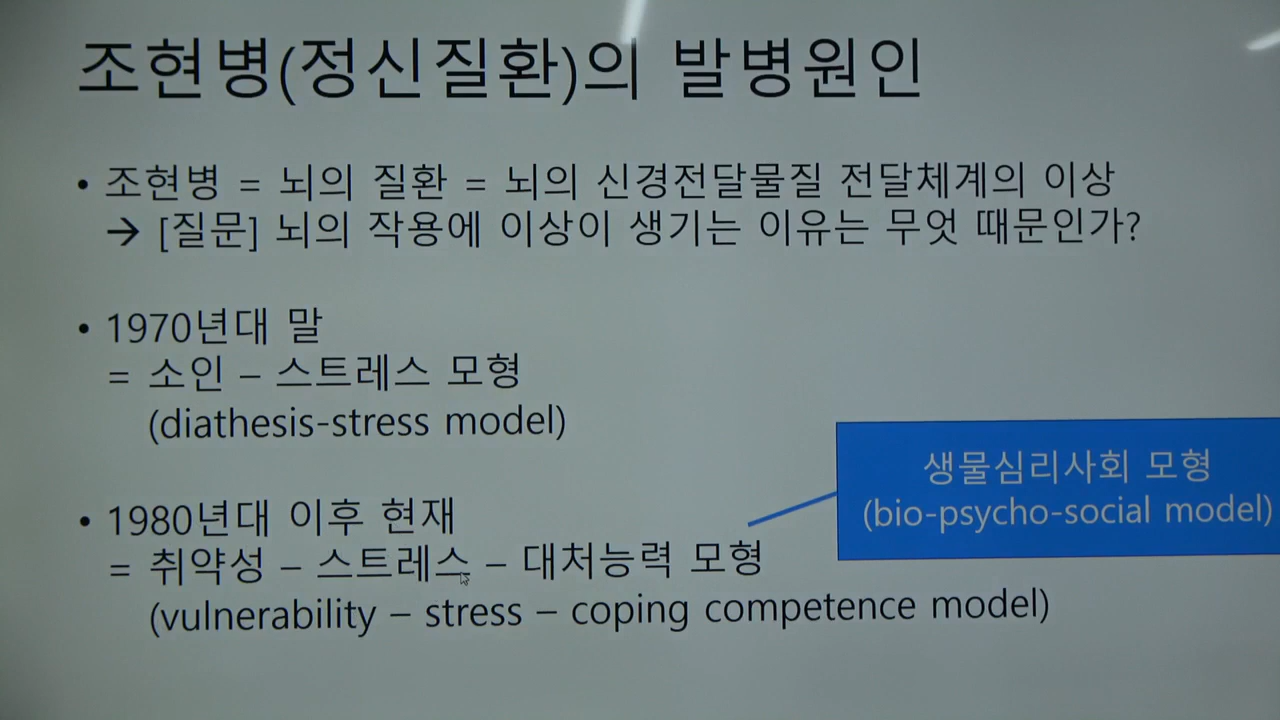 조현병(정신질환)의 발병원인
• 조현병 = 뇌의 질환 = 뇌의 신경전달물질 전달체계의 이상
→ [질문] 뇌의 작용에 이상이 생기는 이유는 무엇 때문인가?
• 1970년대 말
= 소인 – 스트레스 모형
(diathesis-stress model)
• 1980년대 이후 현재
= 취약성 – 스트레스 – 대처능력 모형
(vulnerability – stress – coping competence model)
생물심리사회 모형
(bio-psycho-social model)